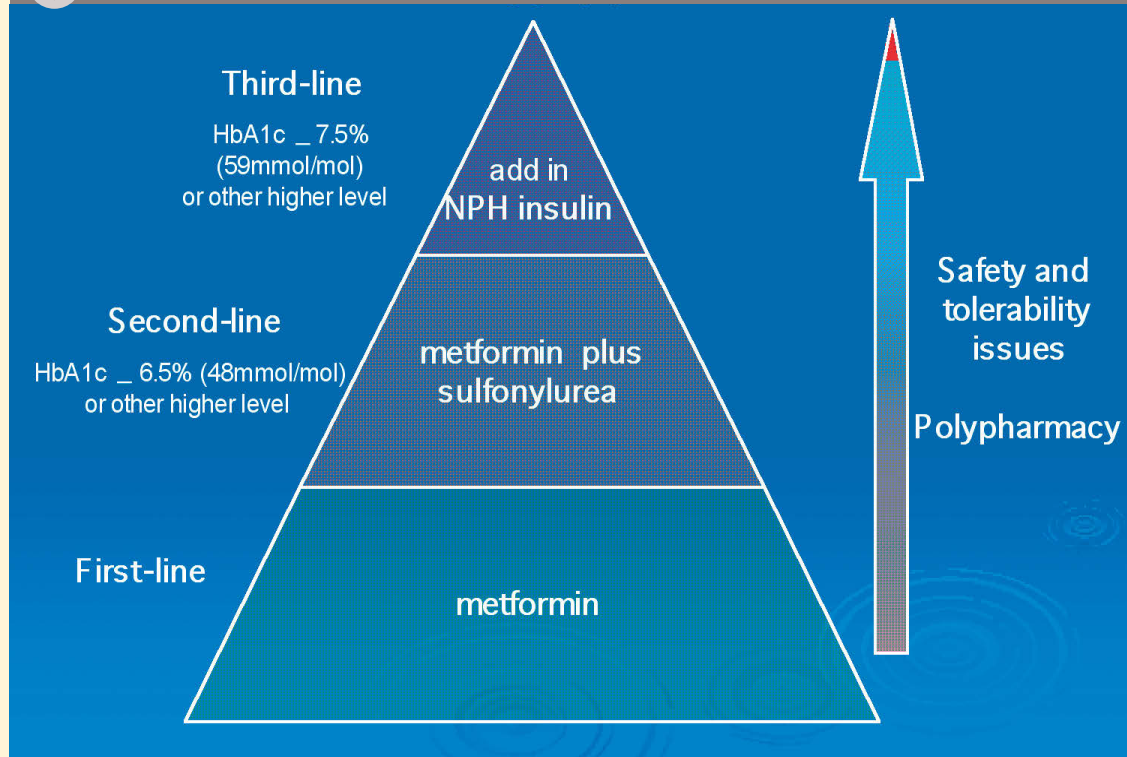 Third-line
HbA1c _ 7.5%
(59mmol/mol)
or other higher level
add in
NPH insulin
Second-line
HbA1c _ 6.5% (48mmol/mol)
or other higher level
metformin plus
sulfonylurea
First-line
metformin
Safety and
tolerability
issues
Polypharmacy